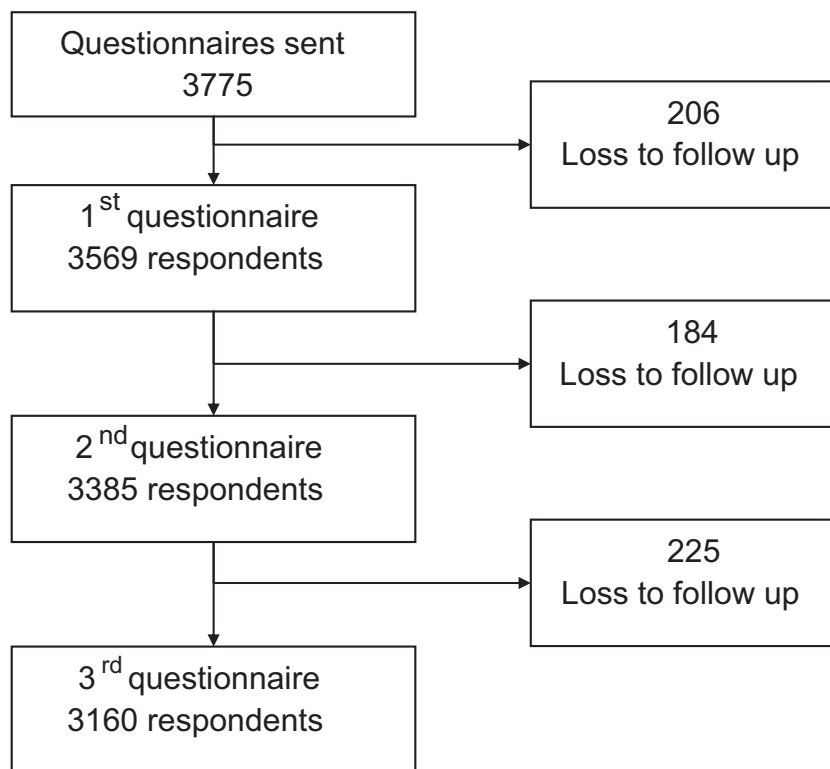 Questionnaires sent
3775
206
Loss to follow up
1st questionnaire
3569 respondents
184
Loss to follow up
2nd questionnaire
3385 respondents
225
Loss to follow up
3rd questionnaire
3160 respondents